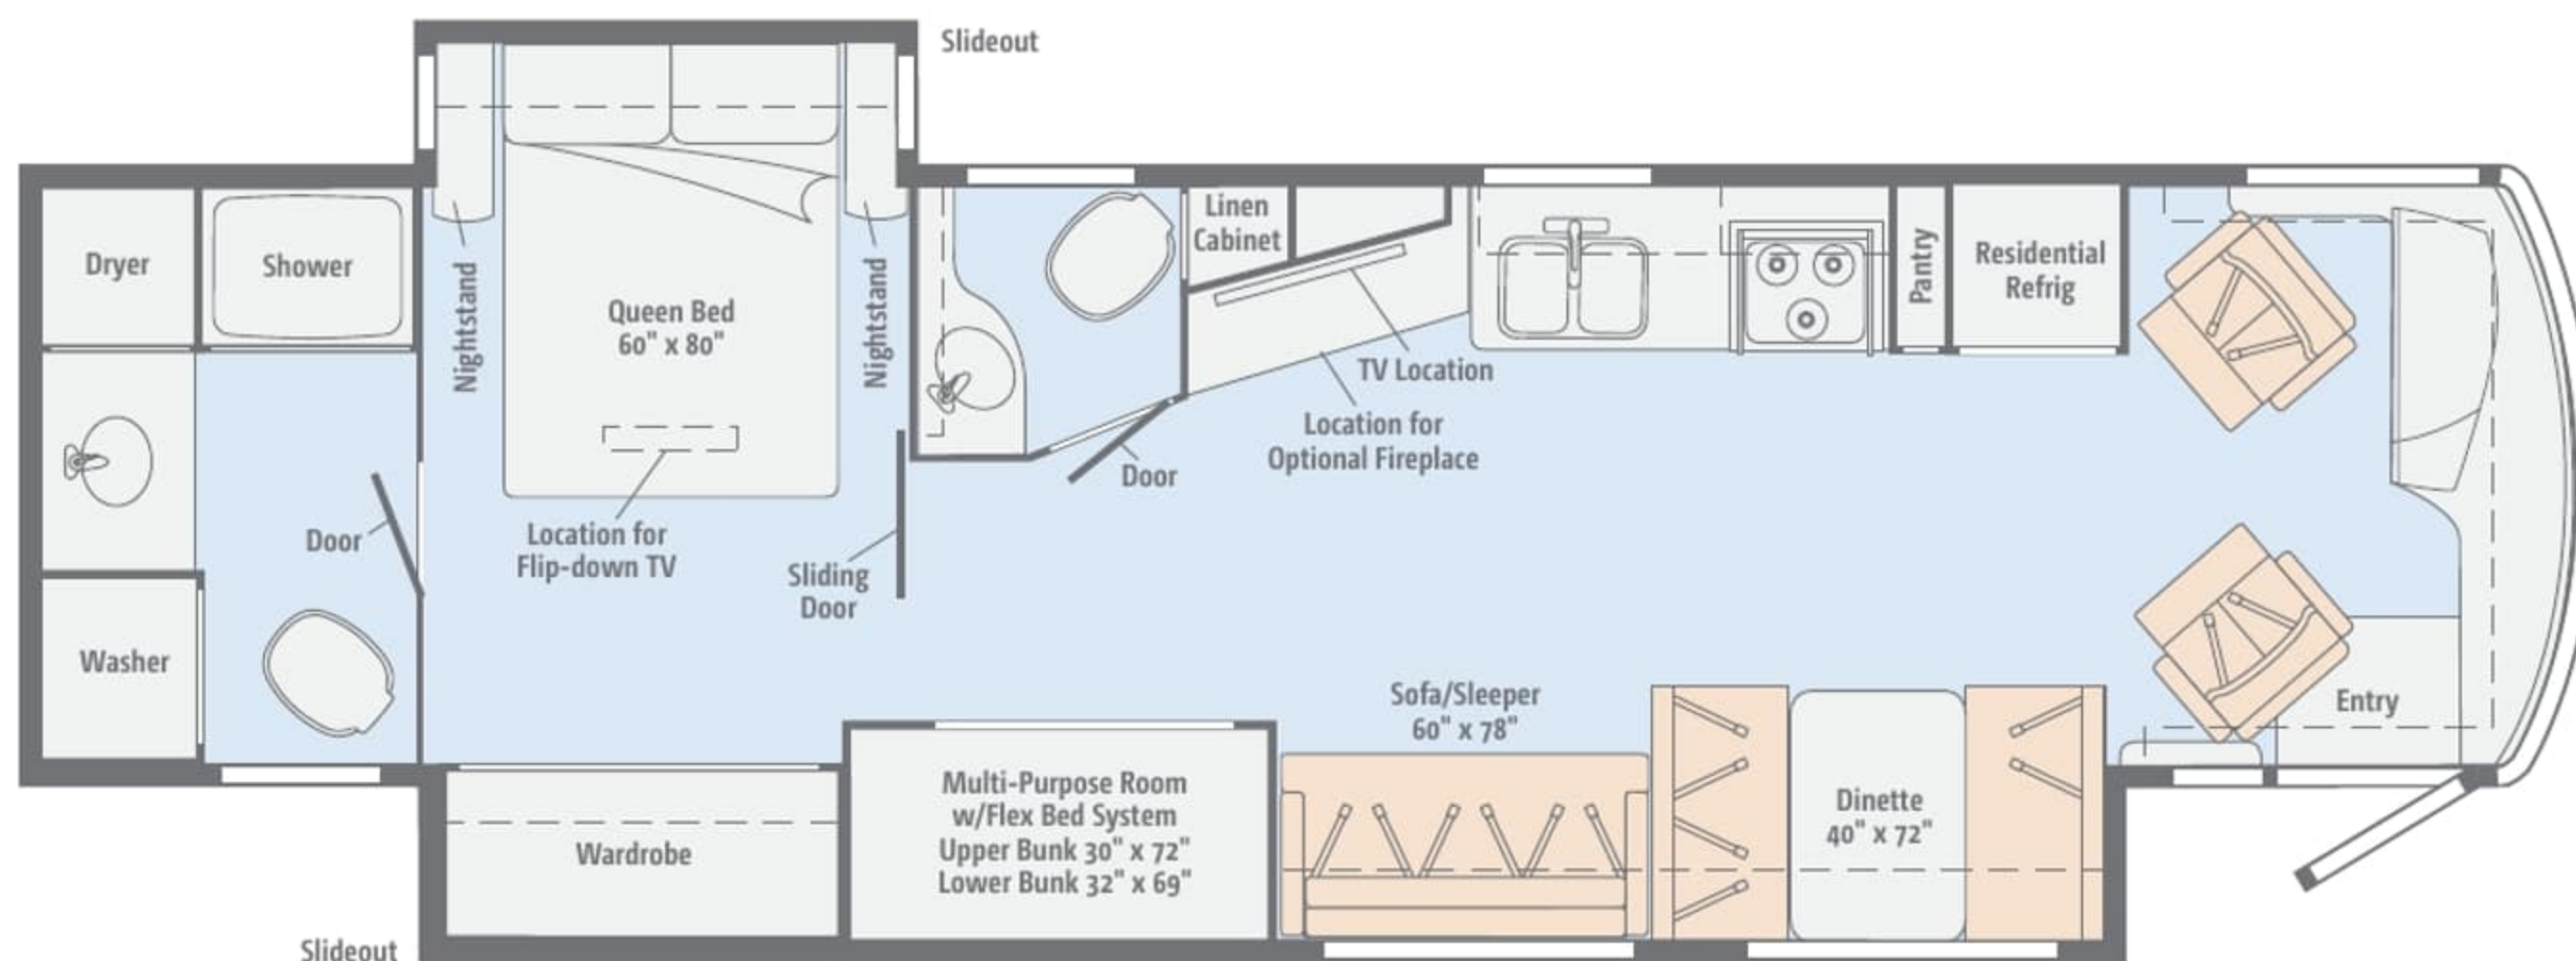 Slideout
Dryer
Shower
Nightstand
Queen Bed
60" x 80"
Nightstand
Linen
Cabinet
Pantry
Residential
Refrig
TV Location
Location for
Optional Fireplace
Door
Door
Location for
Flip-down TV
Sliding
Door
Washer
Sofa/Sleeper
60" x 78"
Entry
Wardrobe
Multi-Purpose Room
w/Flex Bed System
Upper Bunk 30" x 72"
Lower Bunk 32" x 69"
Dinette
40" x 72"
Slideout